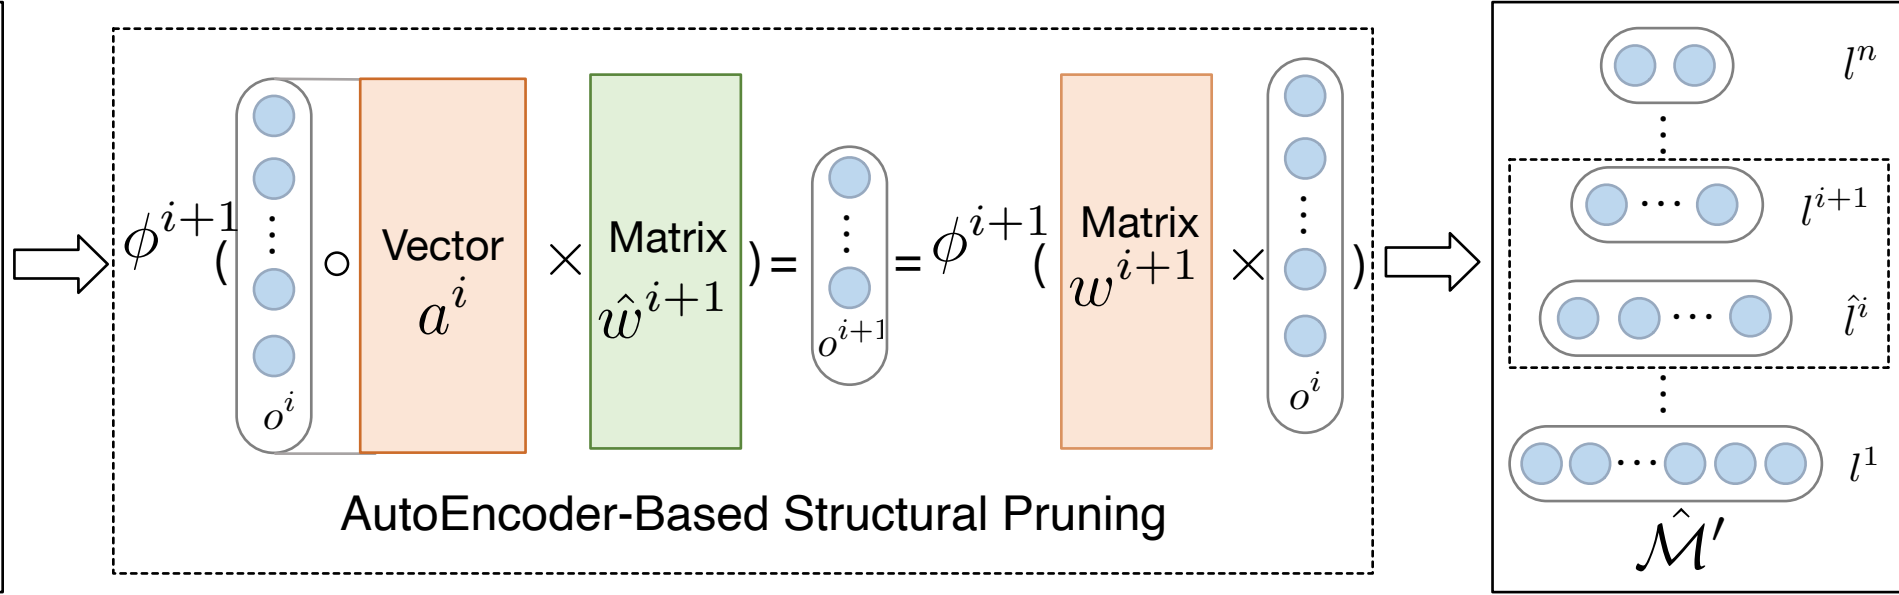 ϕ^{i+1} ( o^i ∘ Vector a^i × Matrix ŵ^{i+1} ) = o^{i+1} = ϕ^{i+1} ( Matrix w^{i+1} × o^i )
AutoEncoder-Based Structural Pruning
l^n
l^{i+1}
l̂^i
l^1
ℳ̂′